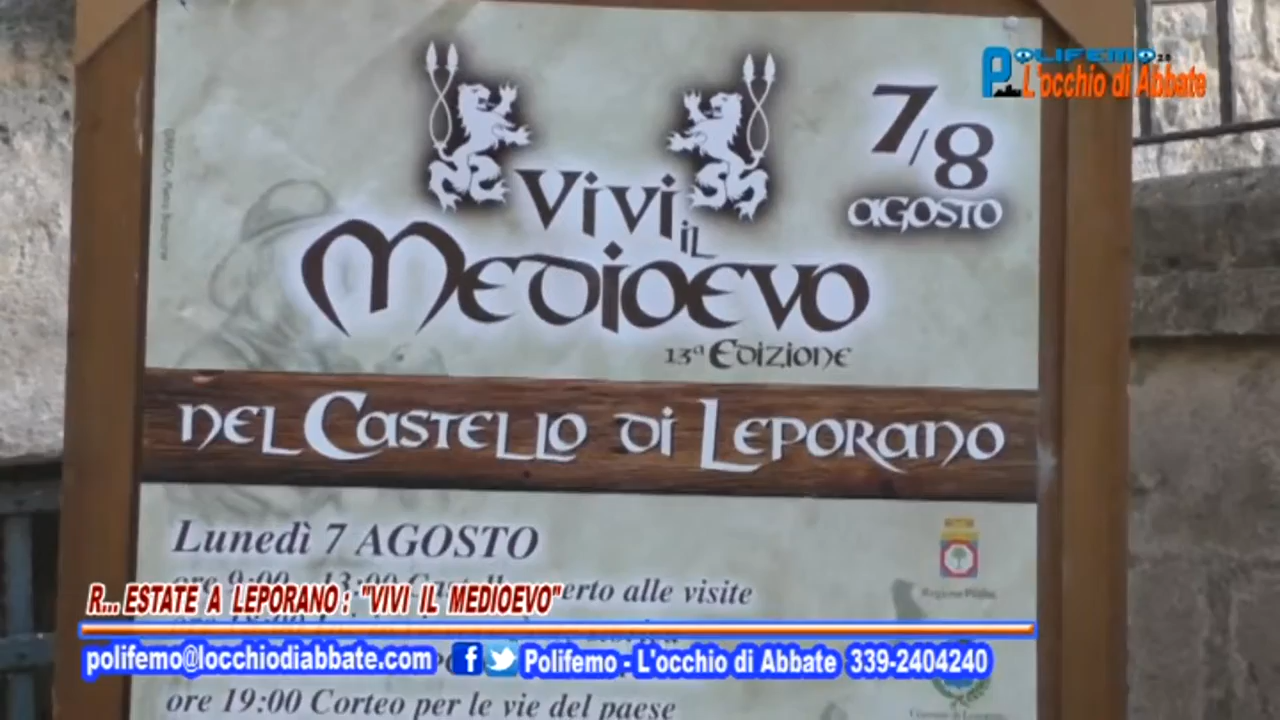 POLIFEMO 2.0
L'occhio di Abbate
7/8
agosto
Vivi
il
Medioevo
13ª Edizione
nel Castello di Leporano
Lunedì 7 AGOSTO
ore 9:00 - 13:00 Castello aperto alle visite
Regione Puglia
R... ESTATE A LEPORANO : "VIVI IL MEDIOEVO"
polifemo@locchiodiabbate.com Polifemo - L'occhio di Abbate 339-2404240
ore 19:00 Corteo per le vie del paese